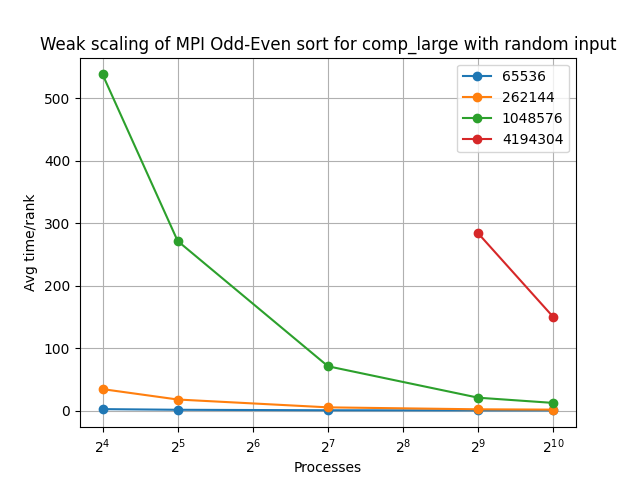 Weak scaling of MPI Odd-Even sort for comp_large with random input
65536
262144
1048576
4194304
Avg time/rank
500
400
300
200
100
0
2^4 2^5 2^6 2^7 2^8 2^9 2^10
Processes